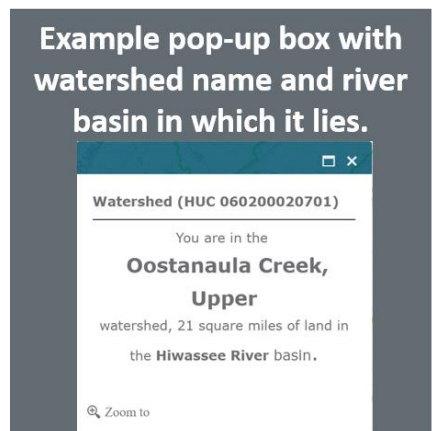 Example pop-up box with
watershed name and river
basin in which it lies.
Watershed (HUC 060200020701)
You are in the
Oostanaula Creek,
Upper
watershed, 21 square miles of land in
the Hiwassee River basin.
Zoom to